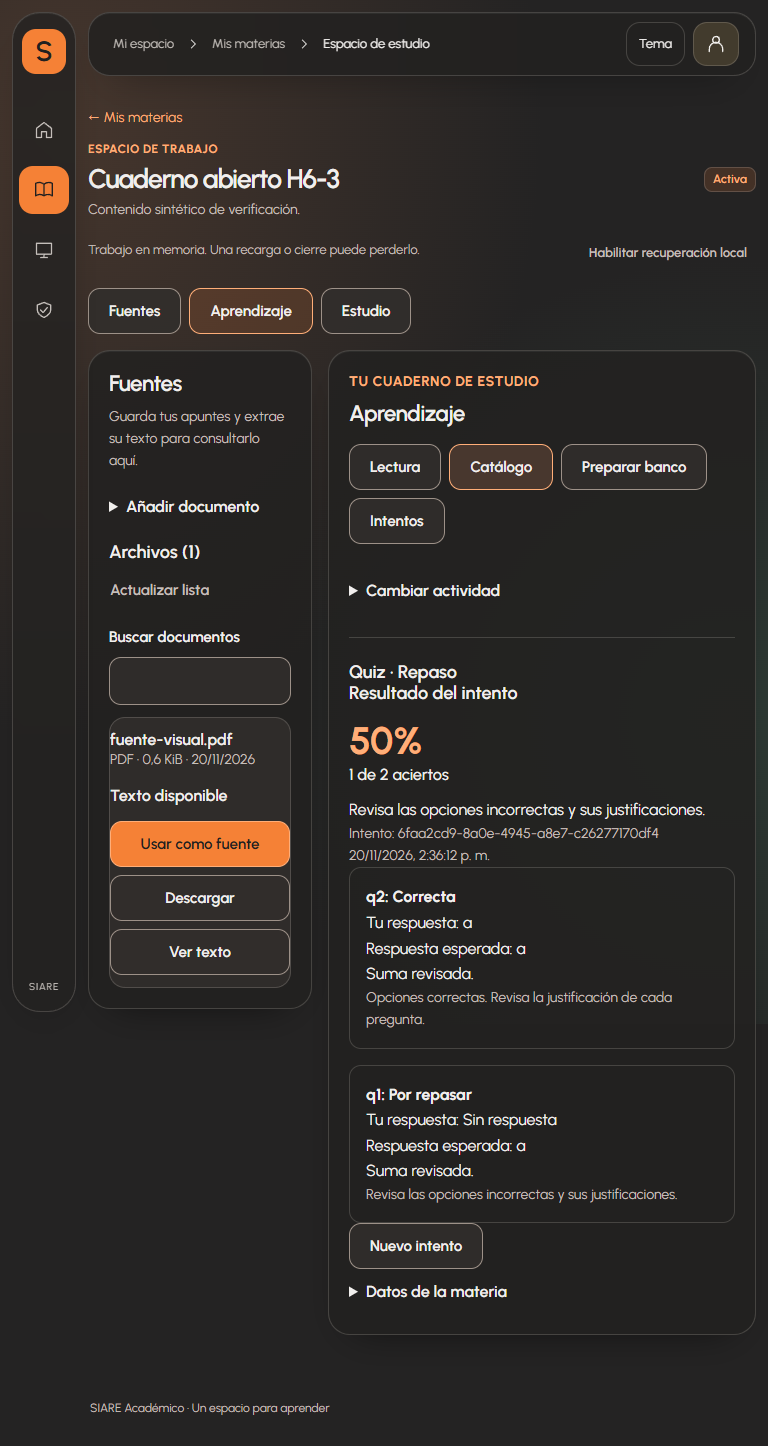 S
Mi espacio > Mis materias > Espacio de estudio
Tema
← Mis materias
ESPACIO DE TRABAJO
Cuaderno abierto H6-3
Activa
Contenido sintético de verificación.
Trabajo en memoria. Una recarga o cierre puede perderlo.
Habilitar recuperación local
Fuentes
Aprendizaje
Estudio
Fuentes
Guarda tus apuntes y extrae
su texto para consultarlo
aquí.
Añadir documento
Archivos (1)
Actualizar lista
Buscar documentos
fuente-visual.pdf
PDF · 0,6 KiB · 20/11/2026
Texto disponible
Usar como fuente
Descargar
Ver texto
SIARE
TU CUADERNO DE ESTUDIO
Aprendizaje
Lectura
Catálogo
Preparar banco
Intentos
Cambiar actividad
Quiz · Repaso
Resultado del intento
50%
1 de 2 aciertos
Revisa las opciones incorrectas y sus justificaciones.
Intento: 6faa2cd9-8a0e-4945-a8e7-c26277170df4
20/11/2026, 2:36:12 p. m.
q2: Correcta
Tu respuesta: a
Respuesta esperada: a
Suma revisada.
Opciones correctas. Revisa la justificación de cada
pregunta.
q1: Por repasar
Tu respuesta: Sin respuesta
Respuesta esperada: a
Suma revisada.
Revisa las opciones incorrectas y sus justificaciones.
Nuevo intento
Datos de la materia
SIARE Académico · Un espacio para aprender